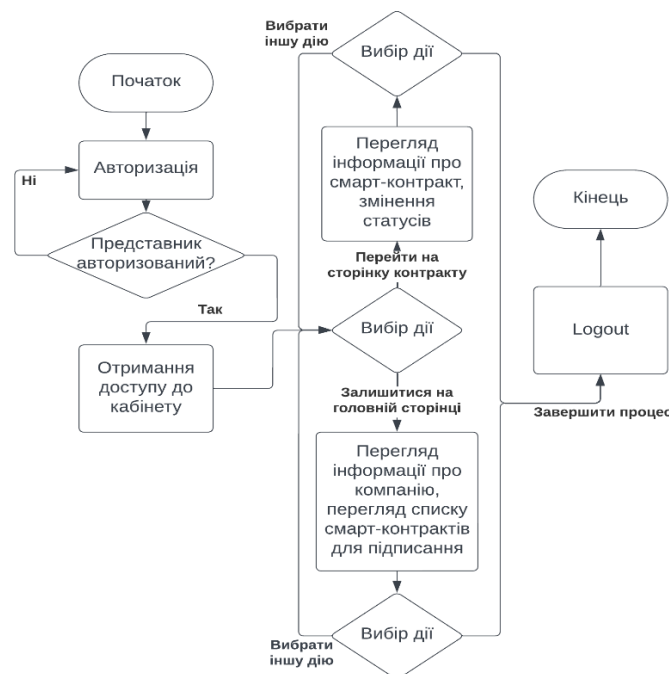 Початок
Авторизація
Ні
Представник
авторизований?
Так
Отримання
доступу до
кабінету
Вибрати
іншу дію
Вибір дії
Перегляд
інформації про
смарт-контракт,
змінення
статусів
Перейти на
сторінку контракту
Вибір дії
Залишитися на
головній сторінці
Перегляд
інформації про
компанію,
перегляд списку
смарт-контрактів
для підписання
Вибрати
іншу дію
Вибір дії
Кінець
Logout
Завершити процес